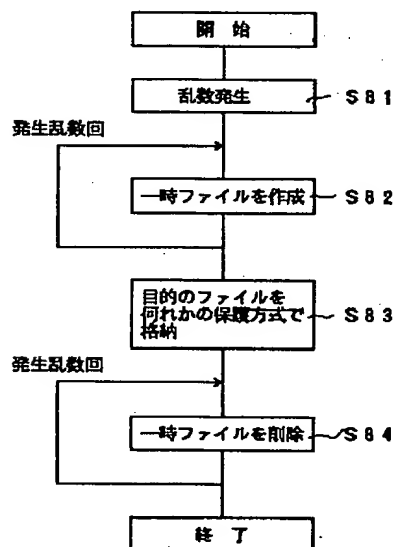 開 始
乱数発生 S81
発生乱数回
一時ファイルを作成 S82
目的のファイルを
何れかの保護方式で
格納 S83
発生乱数回
一時ファイルを削除 S84
終 了